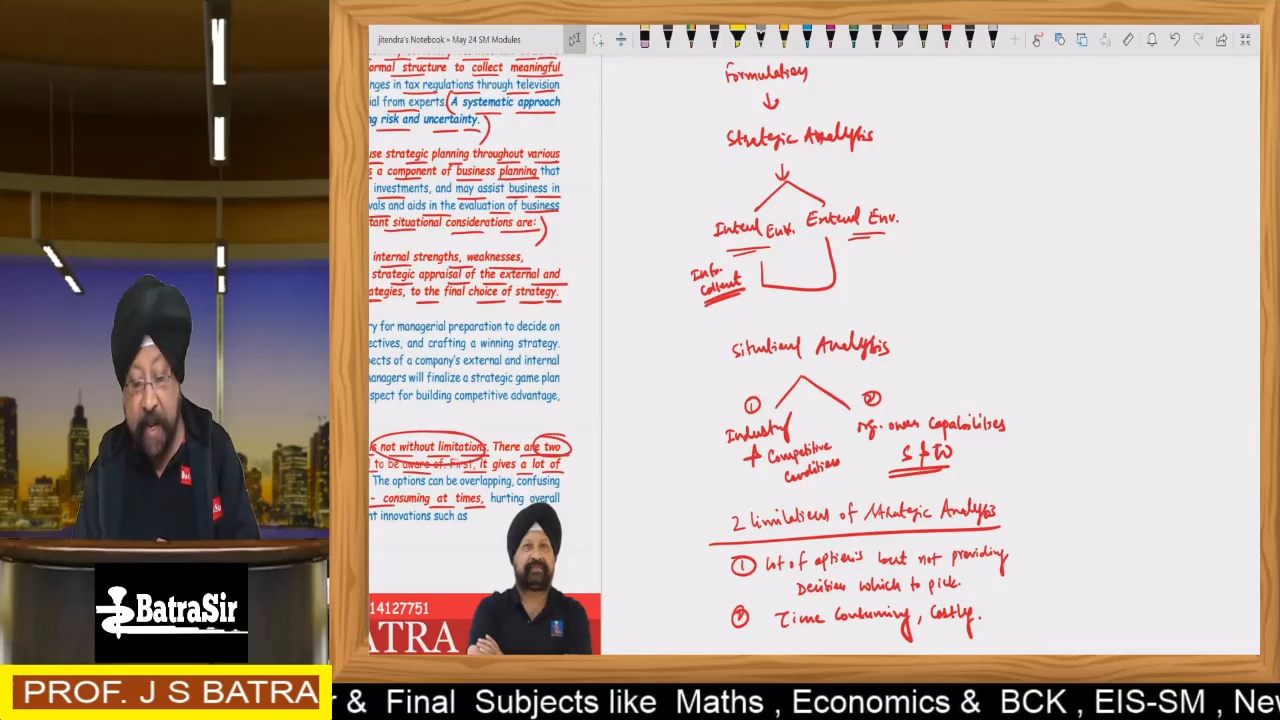 jitendra's Notebook » May 24 SM Modules
ormal structure to collect meaningful
nges in tax regulations through television
ial from experts. A systematic approach
ng risk and uncertainty.
use strategic planning throughout various
s a component of business planning that
investments, and may assist business in
vals and aids in the evaluation of business
tant situational considerations are:
internal strengths, weaknesses,
strategic appraisal of the external and
ategies, to the final choice of strategy.
ry for managerial preparation to decide on
ectives, and crafting a winning strategy.
pects of a company's external and internal
managers will finalize a strategic game plan
spect for building competitive advantage,
s not without limitations. There are two
d to be aware of. First, it gives a lot of
The options can be overlapping, confusing
- consuming at times, hurting overall
nt innovations such as
14127751
ATRA
Formulation
Strategic Analysis
Env. Env.
Info.
Collect
Analysis
1 2
Industry org. own Capabilities
+ Competitive
Conditions
S & W
2 limitations of Strategic Analysis
1 lot of options but not providing
Decision which to pick.
2 Time Consuming, Costly.
BatraSir
PROF. J S BATRA
r & Final Subjects like Maths , Economics & BCK , EIS-SM , Nev